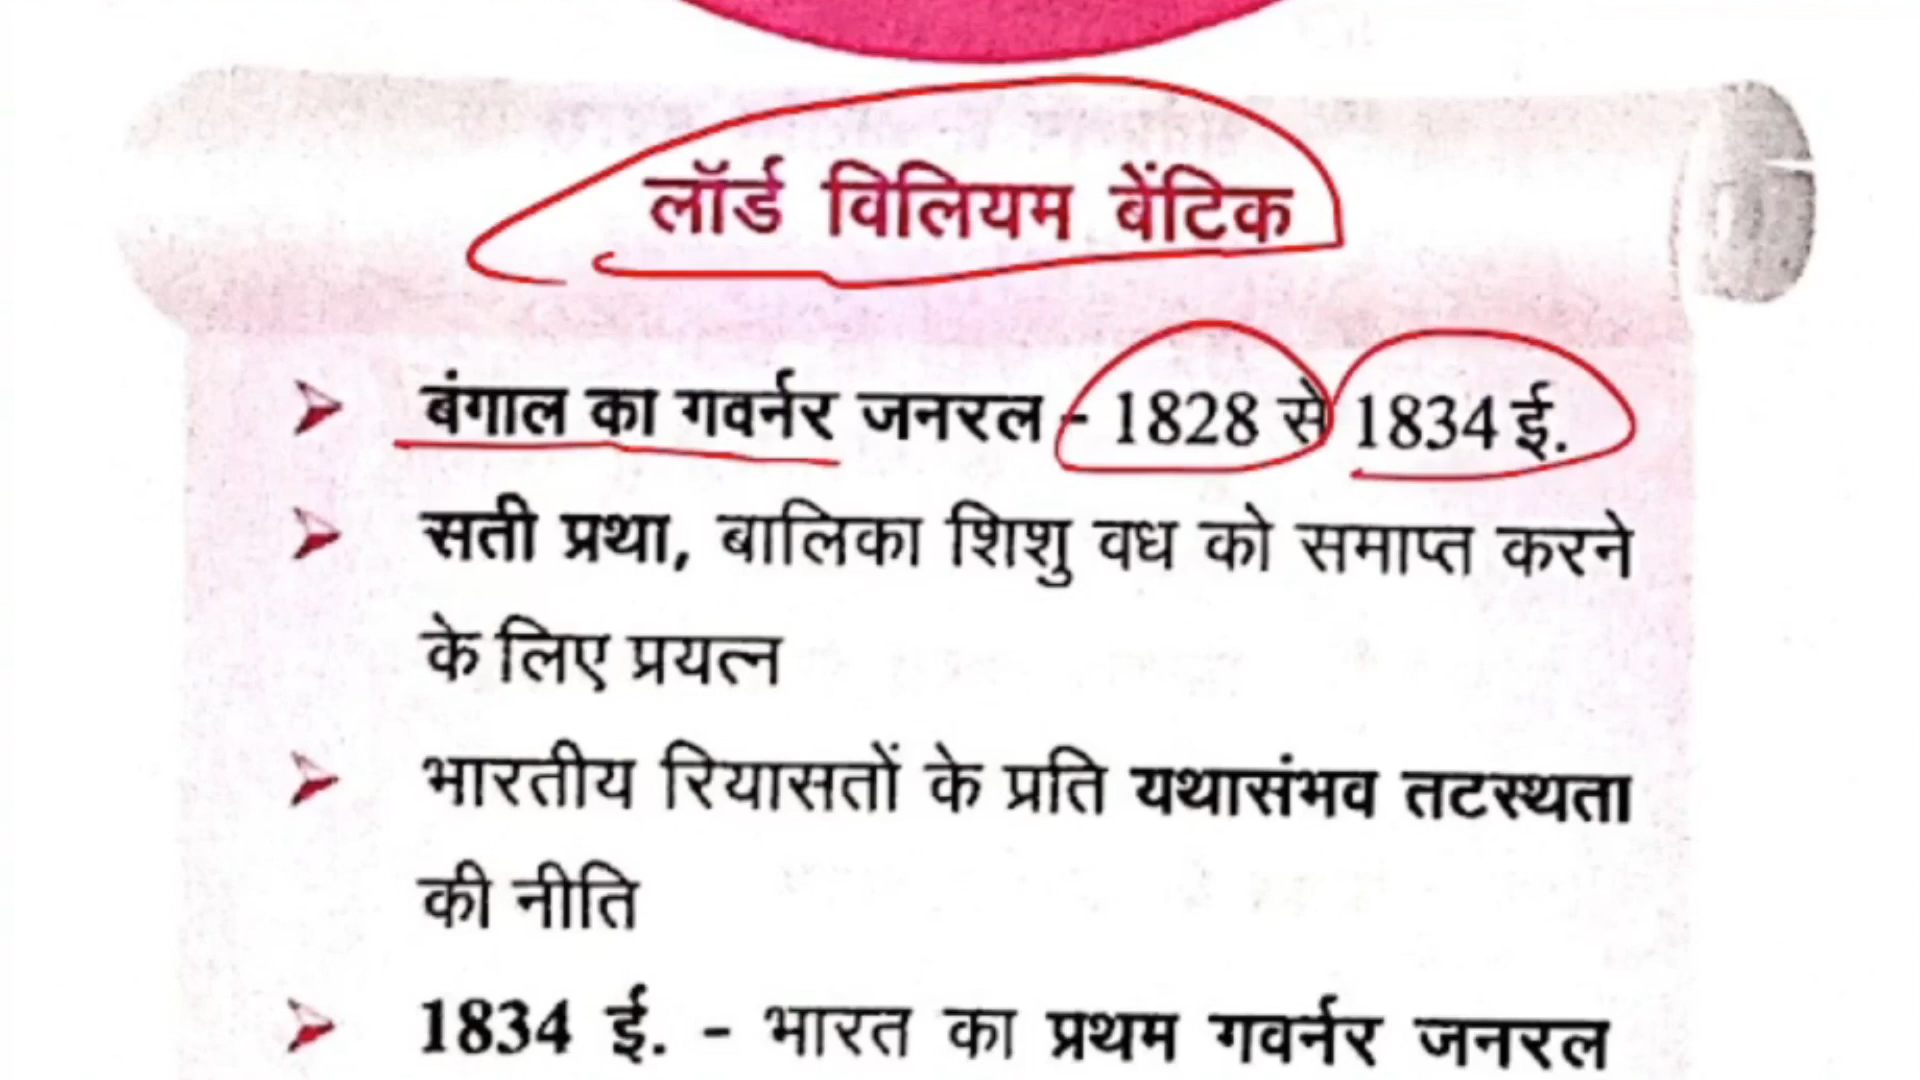 लॉर्ड विलियम बेंटिक
बंगाल का गवर्नर जनरल - 1828 से 1834 ई.
सती प्रथा, बालिका शिशु वध को समाप्त करने
के लिए प्रयत्न
भारतीय रियासतों के प्रति यथासंभव तटस्थता
की नीति
1834 ई. - भारत का प्रथम गवर्नर जनरल